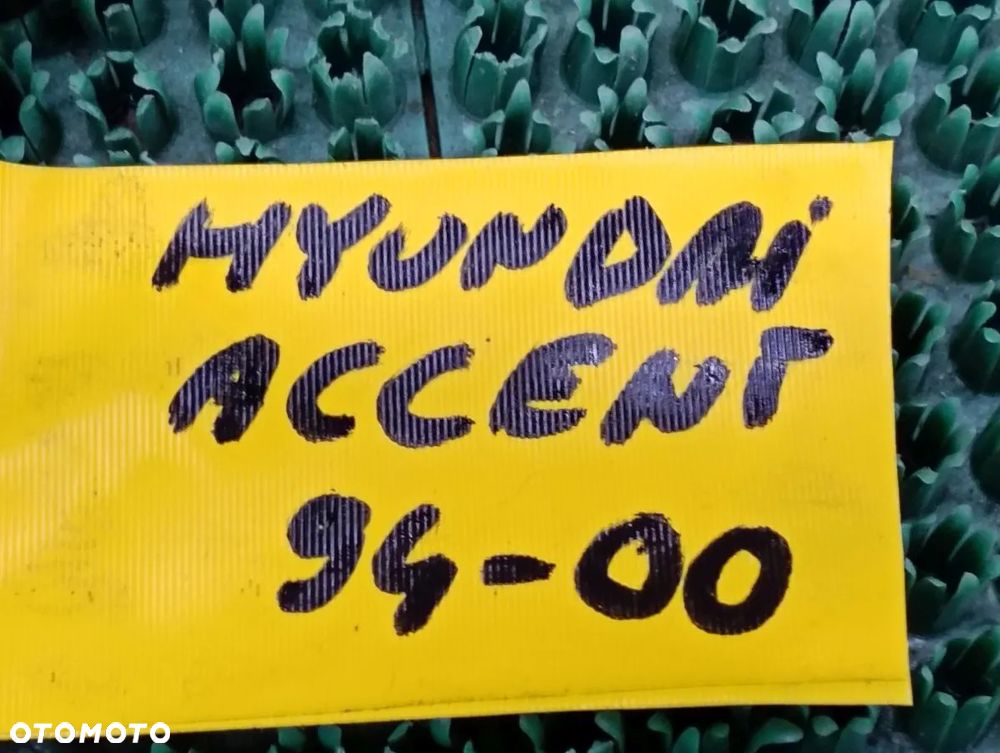 HYUNDAi
ACCENT
94-00
OTOMOTO